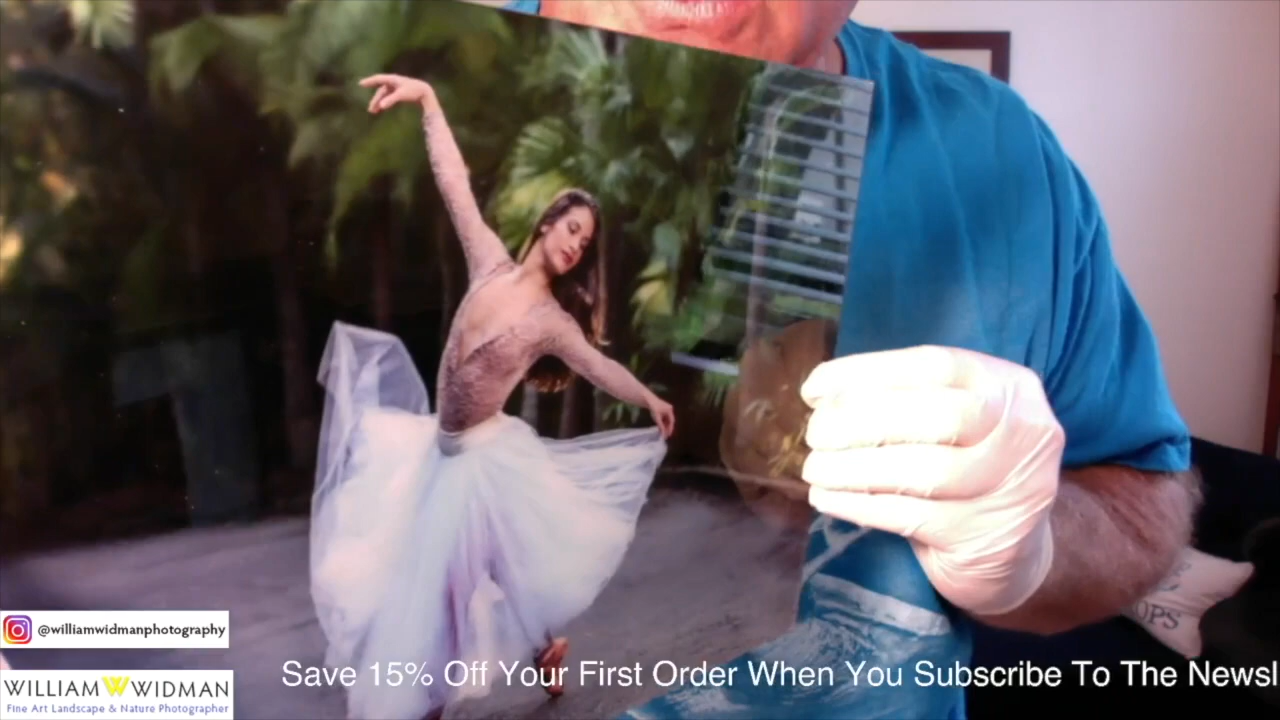 @williamwidmanphotography
WILLIAM W WIDMAN
Fine Art Landscape & Nature Photographer
Save 15% Off Your First Order When You Subscribe To The Newsl
OPS